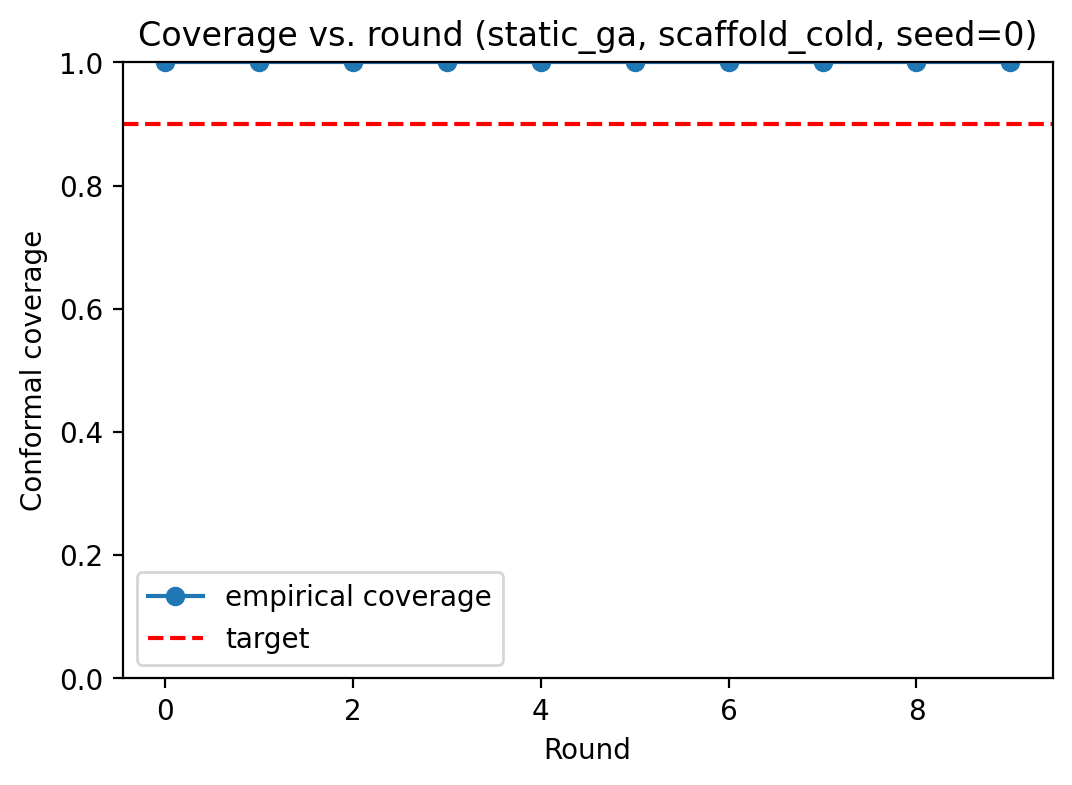 Coverage vs. round (static_ga, scaffold_cold, seed=0)
1.0
0.8
0.6
0.4
0.2
0.0
Conformal coverage
empirical coverage
target
0 2 4 6 8
Round